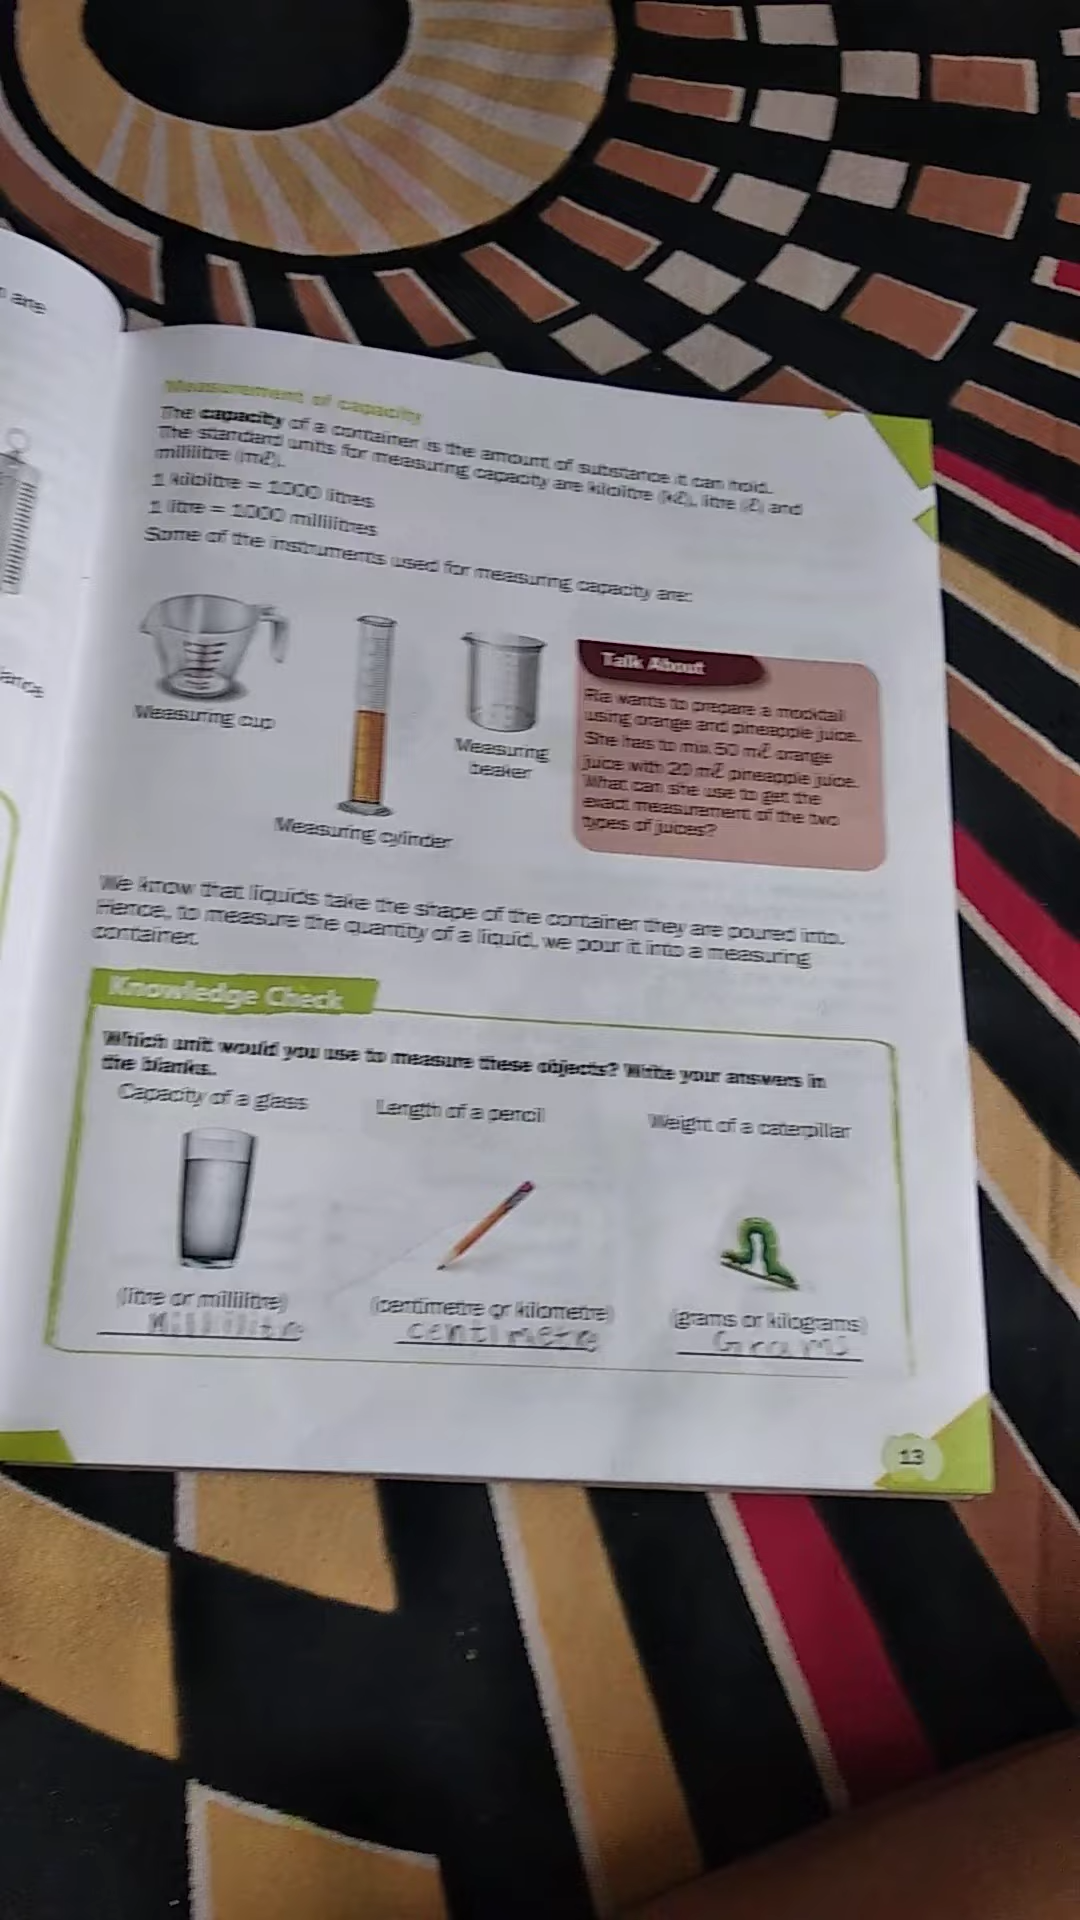 n are
Measurement of capacity
The capacity of a container is the amount of substance it can hold.
The standard units for measuring capacity are kilolitre (kℓ), litre (ℓ) and
millilitre (mℓ).
1 kilolitre = 1000 litres
1 litre = 1000 millilitres
Some of the instruments used for measuring capacity are:
Measuring cup
Measuring cylinder
Measuring
beaker
Talk About
Ria wants to prepare a mocktail
using orange and pineapple juice.
She has to mix 50 mℓ orange
juice with 20 mℓ pineapple juice.
What can she use to get the
exact measurement of the two
types of juices?
We know that liquids take the shape of the container they are poured into.
Hence, to measure the quantity of a liquid, we pour it into a measuring
container.
Knowledge Check
Which unit would you use to measure these objects? Write your answers in
the blanks.
Capacity of a glass
Length of a pencil
Weight of a caterpillar
(litre or millilitre)
(centimetre or kilometre)
(grams or kilograms)
Millilitre
centimetre
Grams
13